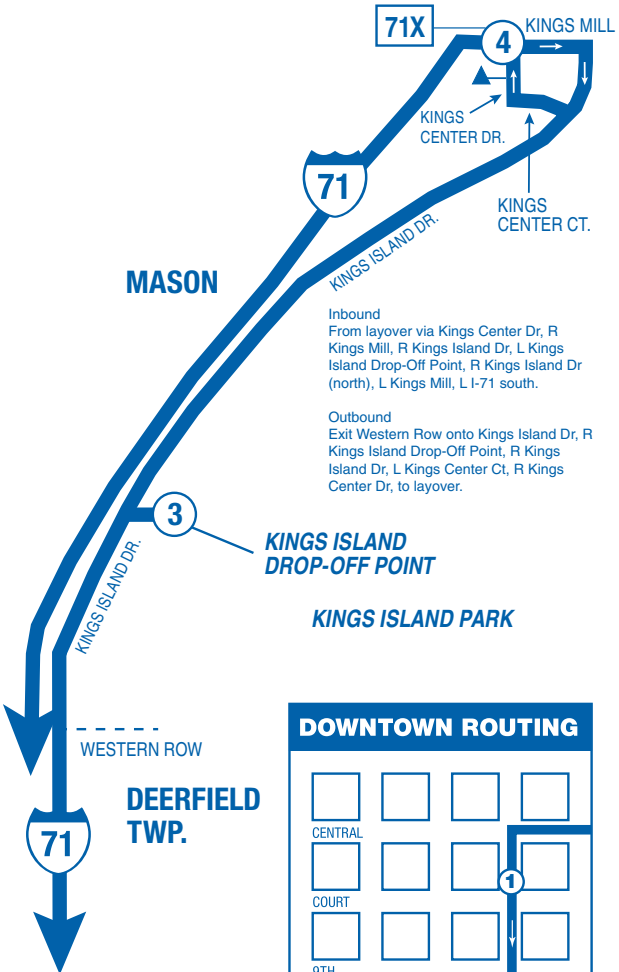 71X
4
KINGS MILL
KINGS
CENTER DR.
71
KINGS
CENTER CT.
KINGS ISLAND DR.
MASON
Inbound
From layover via Kings Center Dr, R
Kings Mill, R Kings Island Dr, L Kings
Island Drop-Off Point, R Kings Island Dr
(north), L Kings Mill, L I-71 south.
Outbound
Exit Western Row onto Kings Island Dr, R
Kings Island Drop-Off Point, R Kings
Island Dr, L Kings Center Ct, R Kings
Center Dr, to layover.
3
KINGS ISLAND
DROP-OFF POINT
KINGS ISLAND DR.
KINGS ISLAND PARK
WESTERN ROW
DEERFIELD
TWP.
71
DOWNTOWN ROUTING
CENTRAL
1
COURT
9TH